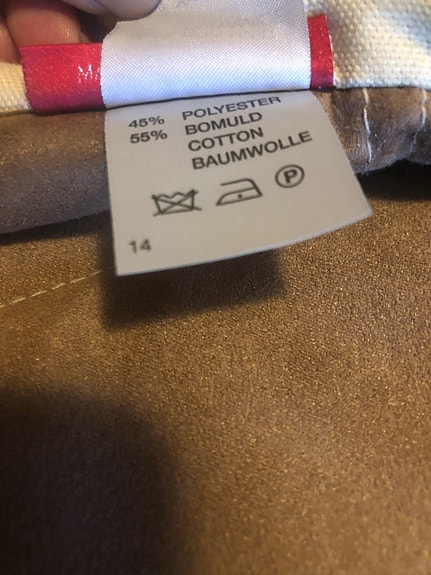 45% POLYESTER
55% BOMULD
COTTON
BAUMWOLLE
P
14